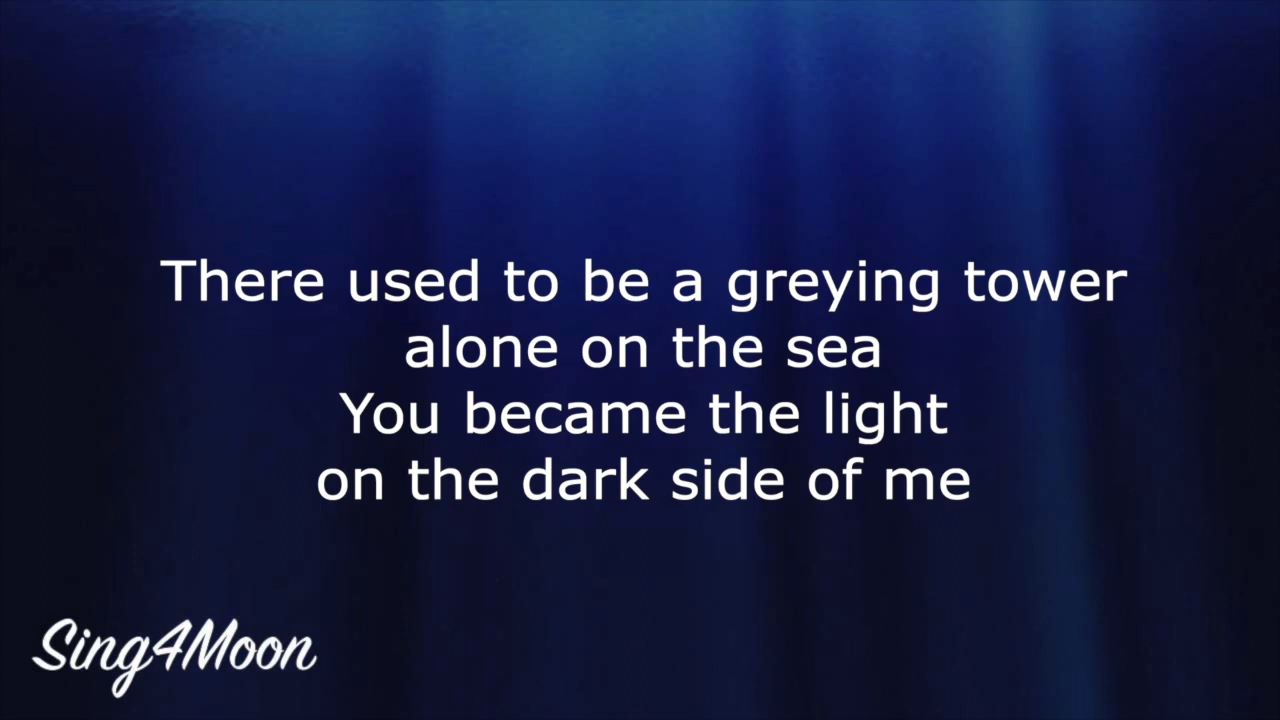 There used to be a greying tower
alone on the sea
You became the light
on the dark side of me
Sing4Moon